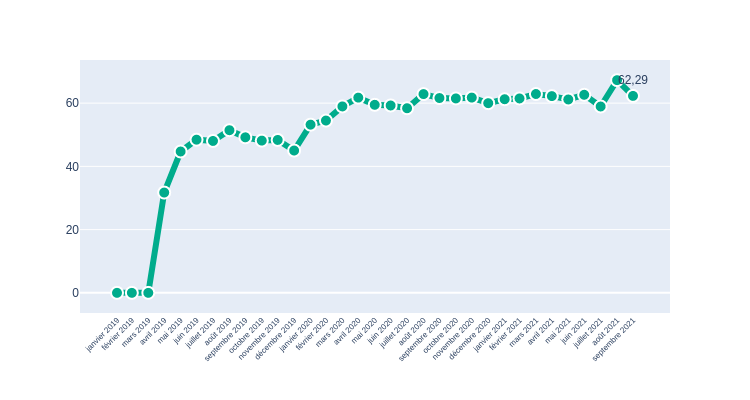 62,29
60
40
20
0
janvier 2019
février 2019
mars 2019
avril 2019
mai 2019
juin 2019
juillet 2019
août 2019
septembre 2019
octobre 2019
novembre 2019
décembre 2019
janvier 2020
février 2020
mars 2020
avril 2020
mai 2020
juin 2020
juillet 2020
août 2020
septembre 2020
octobre 2020
novembre 2020
décembre 2020
janvier 2021
février 2021
mars 2021
avril 2021
mai 2021
juin 2021
juillet 2021
août 2021
septembre 2021